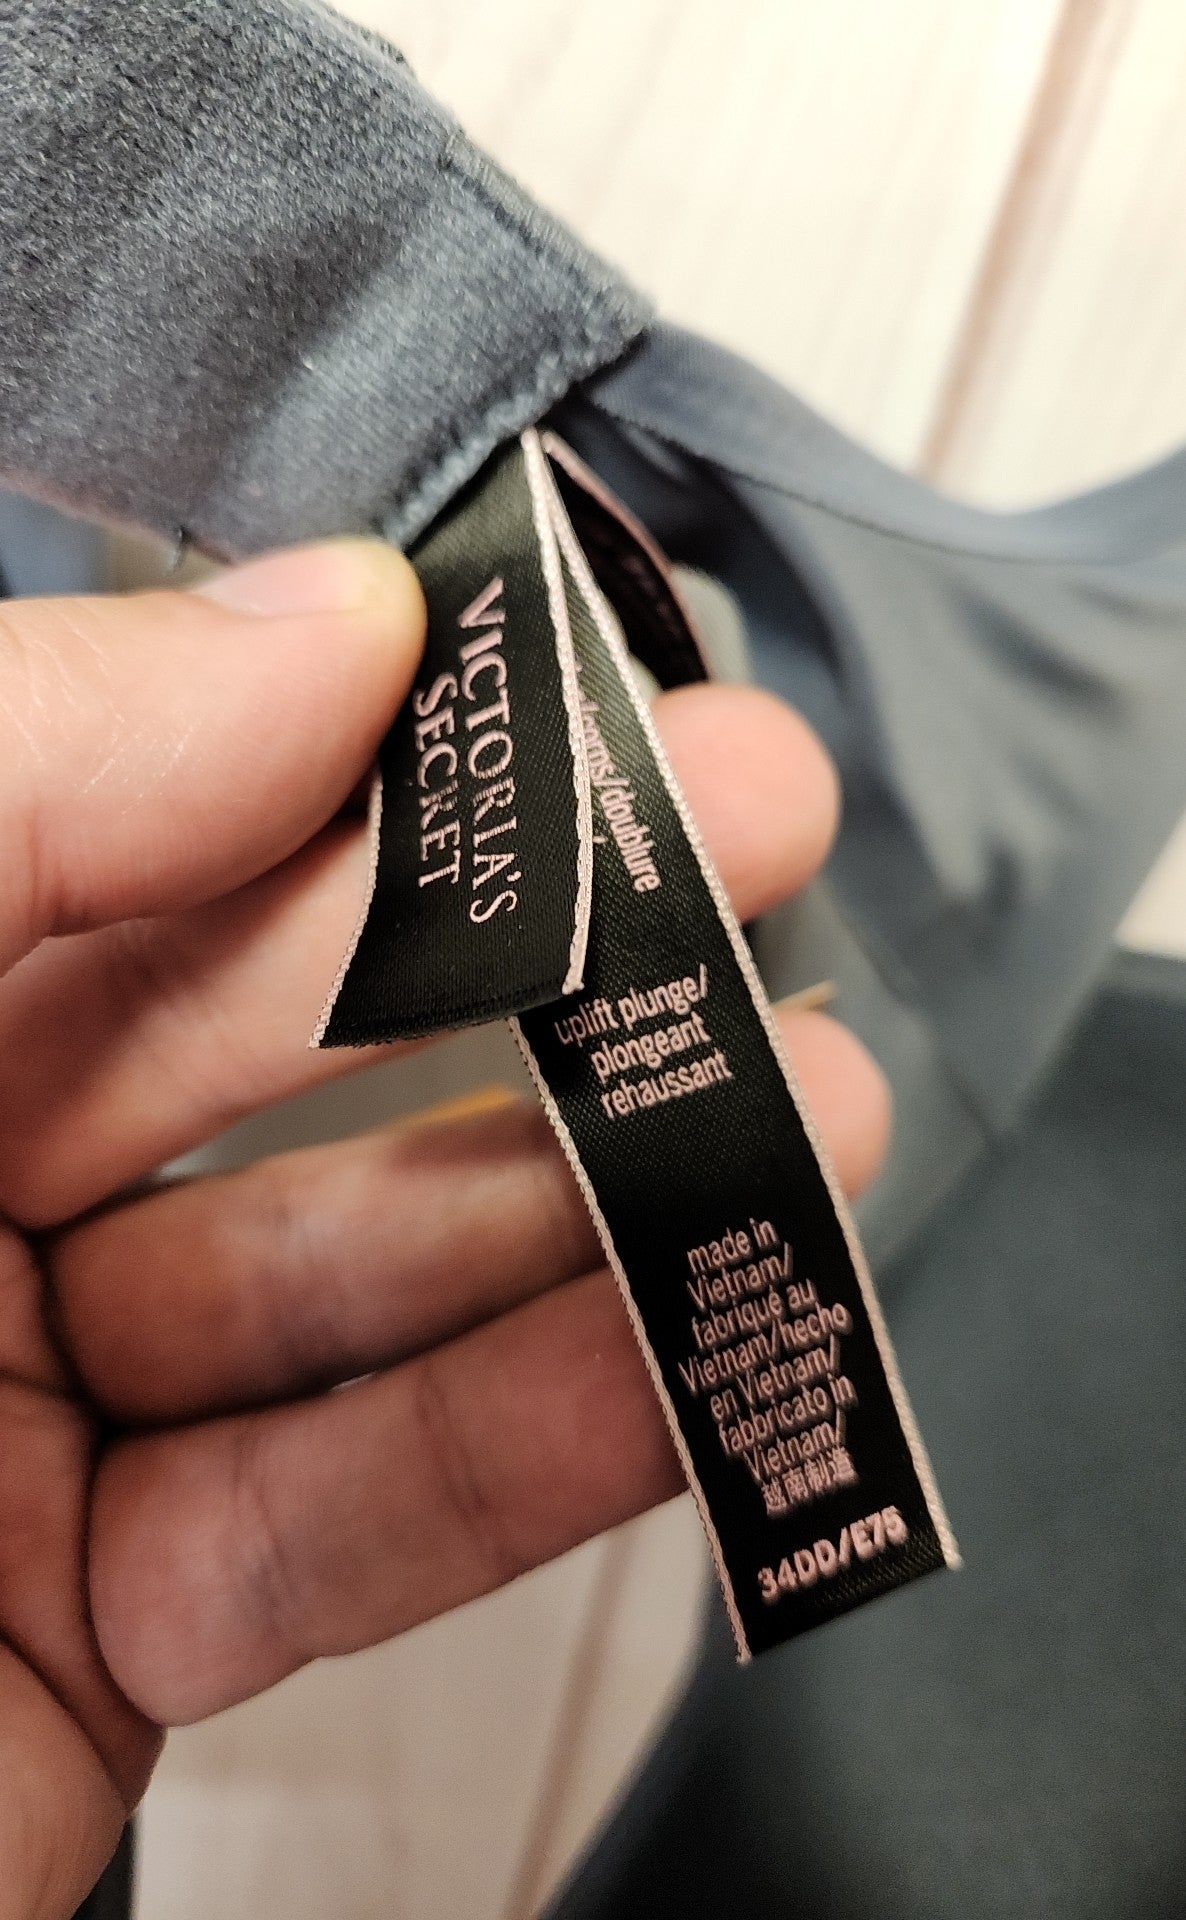 VICTORIA'S
SECRET
corps/doublure
uplift plunge/
plongeant
rehaussant
made in
Vietnam/
fabriqué au
Vietnam/hecho
en Vietnam/
fabbricato in
Vietnam/
越南制造
34DD/E75